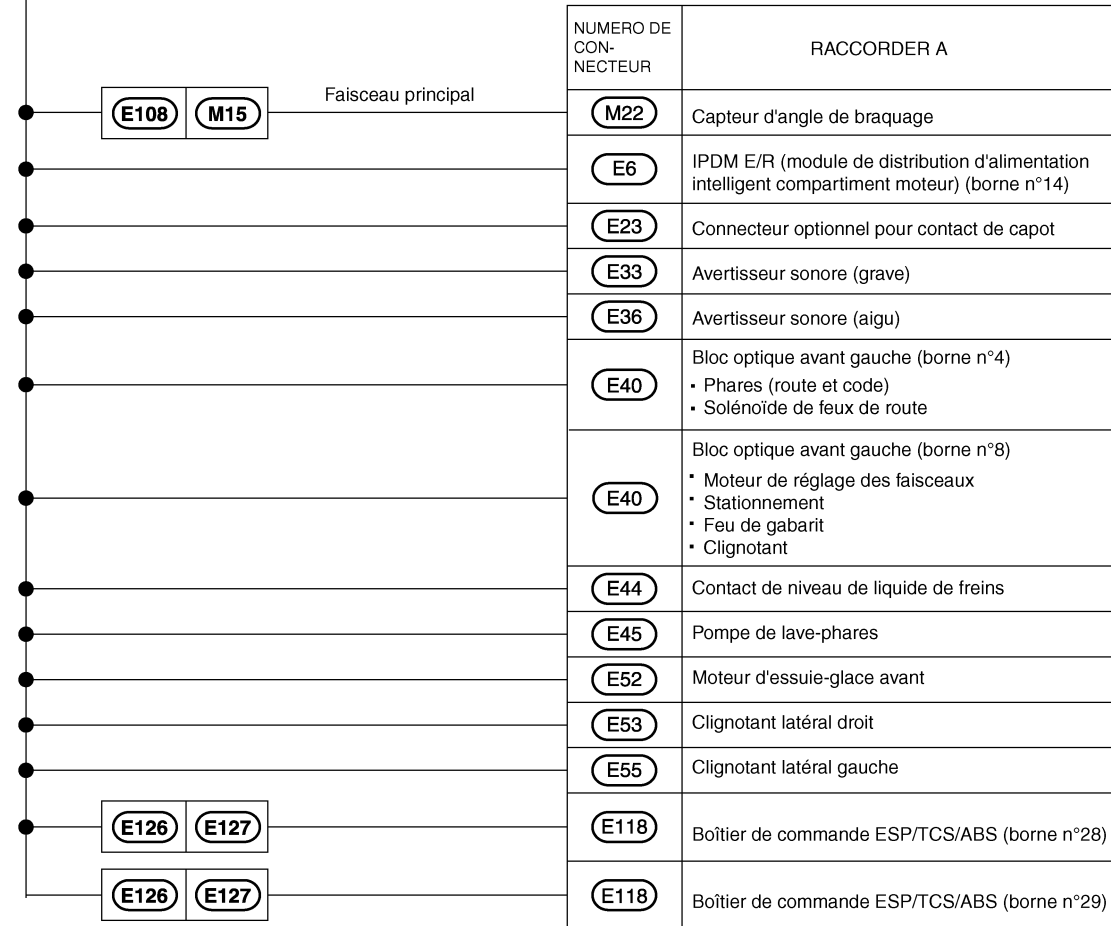 NUMERO DE
CON-
NECTEUR
RACCORDER A
E108 M15 Faisceau principal M22 Capteur d'angle de braquage
E6 IPDM E/R (module de distribution d'alimentation
intelligent compartiment moteur) (borne n°14)
E23 Connecteur optionnel pour contact de capot
E33 Avertisseur sonore (grave)
E36 Avertisseur sonore (aigu)
E40 Bloc optique avant gauche (borne n°4)
▪ Phares (route et code)
▪ Solénoïde de feux de route
E40 Bloc optique avant gauche (borne n°8)
▪ Moteur de réglage des faisceaux
▪ Stationnement
▪ Feu de gabarit
▪ Clignotant
E44 Contact de niveau de liquide de freins
E45 Pompe de lave-phares
E52 Moteur d'essuie-glace avant
E53 Clignotant latéral droit
E55 Clignotant latéral gauche
E126 E127 E118 Boîtier de commande ESP/TCS/ABS (borne n°28)
E126 E127 E118 Boîtier de commande ESP/TCS/ABS (borne n°29)